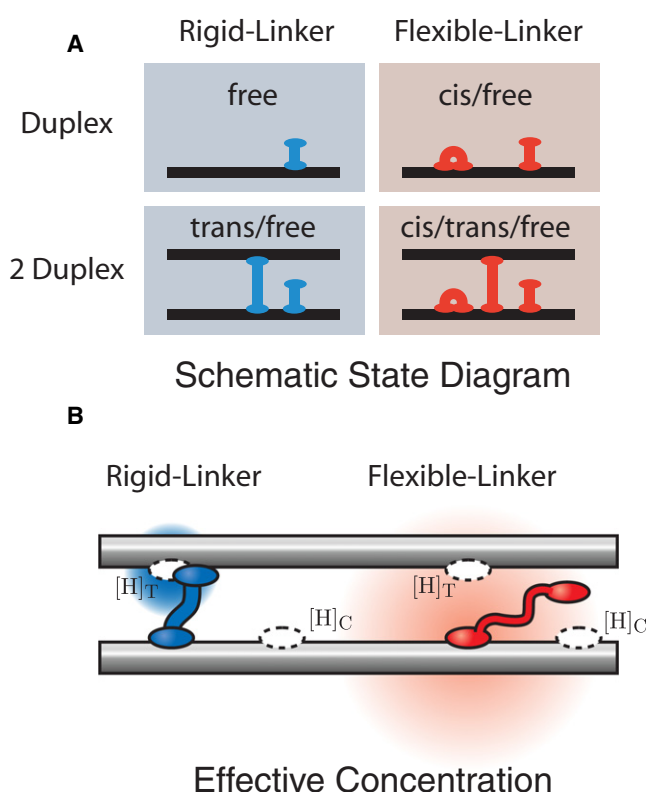 A
Rigid-Linker Flexible-Linker
Duplex
free
cis/free
2 Duplex
trans/free
cis/trans/free
Schematic State Diagram
B
Rigid-Linker Flexible-Linker
[H]T
[H]C
[H]T
[H]C
Effective Concentration